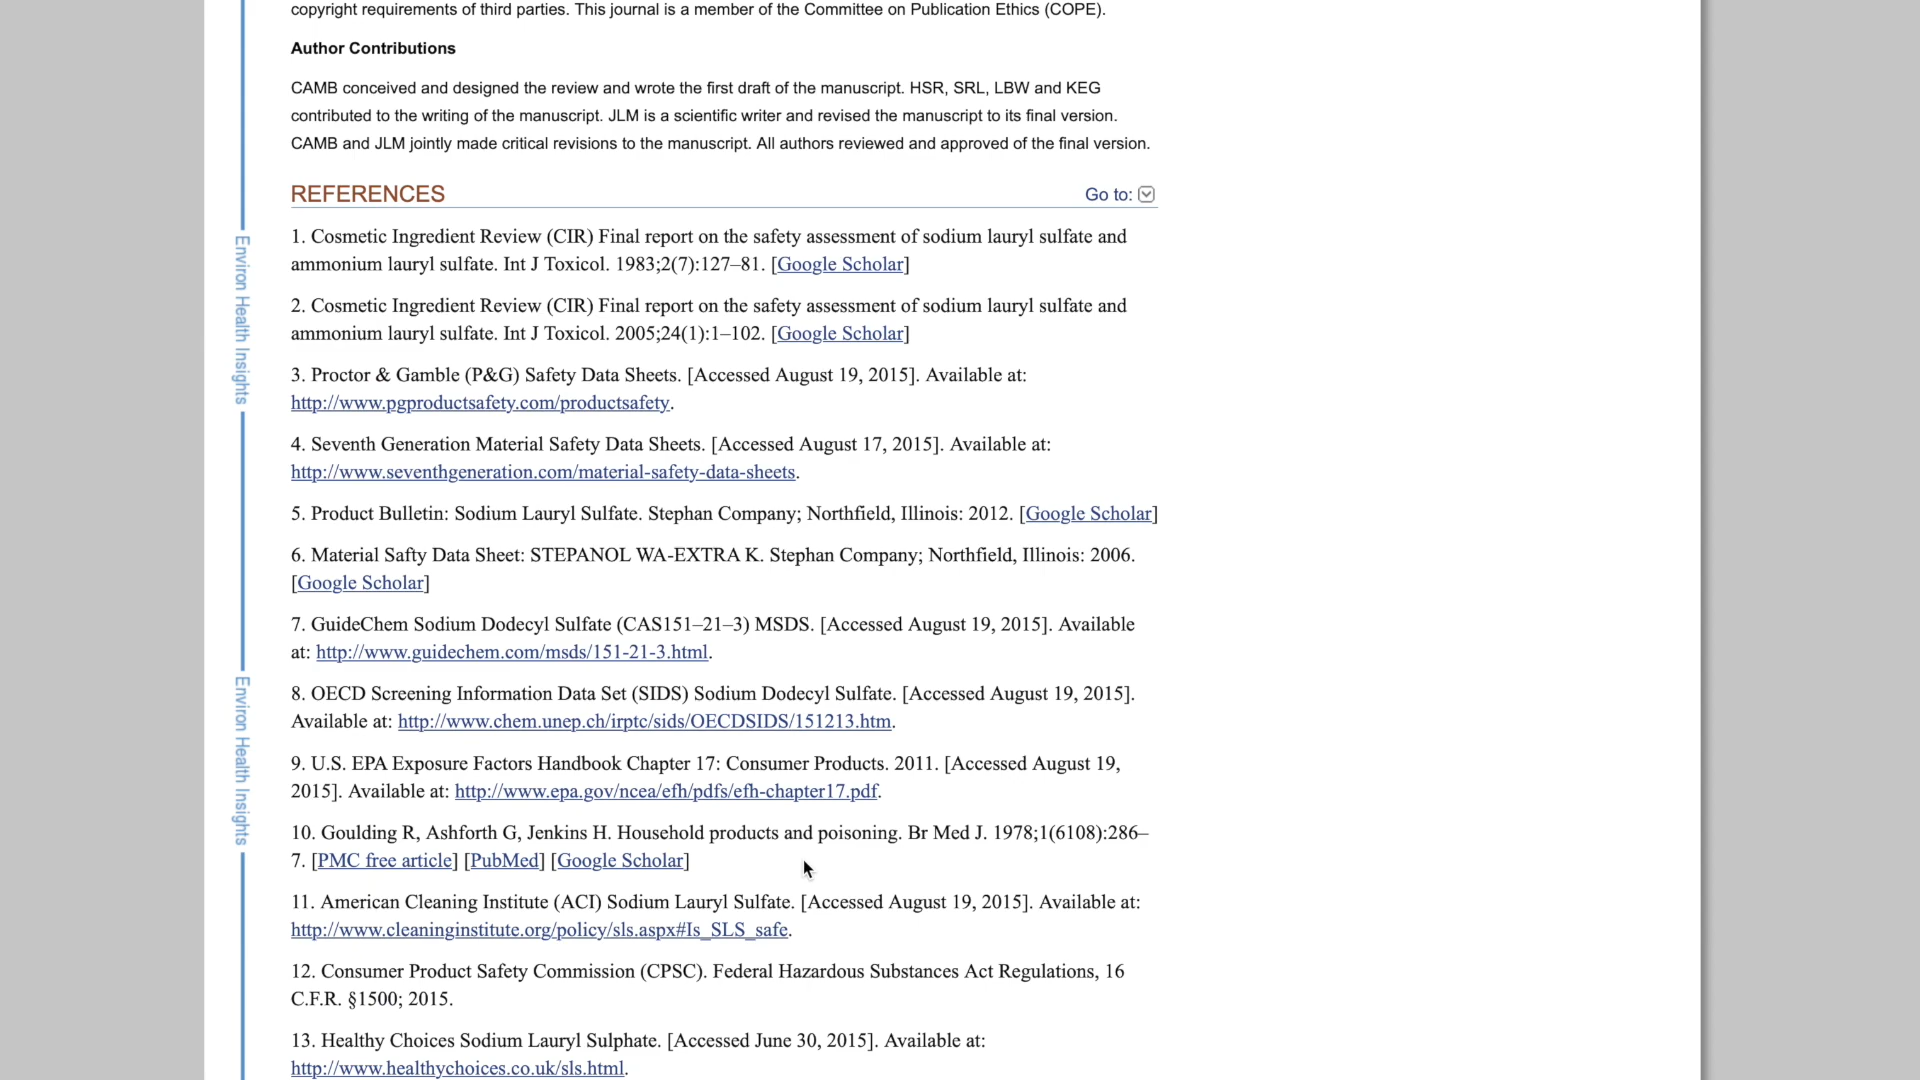 copyright requirements of third parties. This journal is a member of the Committee on Publication Ethics (COPE).
Author Contributions
CAMB conceived and designed the review and wrote the first draft of the manuscript. HSR, SRL, LBW and KEG
contributed to the writing of the manuscript. JLM is a scientific writer and revised the manuscript to its final version.
CAMB and JLM jointly made critical revisions to the manuscript. All authors reviewed and approved of the final version.
REFERENCES Go to:
1. Cosmetic Ingredient Review (CIR) Final report on the safety assessment of sodium lauryl sulfate and
ammonium lauryl sulfate. Int J Toxicol. 1983;2(7):127–81. [Google Scholar]
2. Cosmetic Ingredient Review (CIR) Final report on the safety assessment of sodium lauryl sulfate and
ammonium lauryl sulfate. Int J Toxicol. 2005;24(1):1–102. [Google Scholar]
3. Proctor & Gamble (P&G) Safety Data Sheets. [Accessed August 19, 2015]. Available at:
http://www.pgproductsafety.com/productsafety.
4. Seventh Generation Material Safety Data Sheets. [Accessed August 17, 2015]. Available at:
http://www.seventhgeneration.com/material-safety-data-sheets.
5. Product Bulletin: Sodium Lauryl Sulfate. Stephan Company; Northfield, Illinois: 2012. [Google Scholar]
6. Material Safty Data Sheet: STEPANOL WA-EXTRA K. Stephan Company; Northfield, Illinois: 2006.
[Google Scholar]
7. GuideChem Sodium Dodecyl Sulfate (CAS151–21–3) MSDS. [Accessed August 19, 2015]. Available
at: http://www.guidechem.com/msds/151-21-3.html.
8. OECD Screening Information Data Set (SIDS) Sodium Dodecyl Sulfate. [Accessed August 19, 2015].
Available at: http://www.chem.unep.ch/irptc/sids/OECDSIDS/151213.htm.
9. U.S. EPA Exposure Factors Handbook Chapter 17: Consumer Products. 2011. [Accessed August 19,
2015]. Available at: http://www.epa.gov/ncea/efh/pdfs/efh-chapter17.pdf.
10. Goulding R, Ashforth G, Jenkins H. Household products and poisoning. Br Med J. 1978;1(6108):286–
7. [PMC free article] [PubMed] [Google Scholar]
11. American Cleaning Institute (ACI) Sodium Lauryl Sulfate. [Accessed August 19, 2015]. Available at:
http://www.cleaninginstitute.org/policy/sls.aspx#Is_SLS_safe.
12. Consumer Product Safety Commission (CPSC). Federal Hazardous Substances Act Regulations, 16
C.F.R. §1500; 2015.
13. Healthy Choices Sodium Lauryl Sulphate. [Accessed June 30, 2015]. Available at:
http://www.healthychoices.co.uk/sls.html.
Environ Health Insights
Environ Health Insights